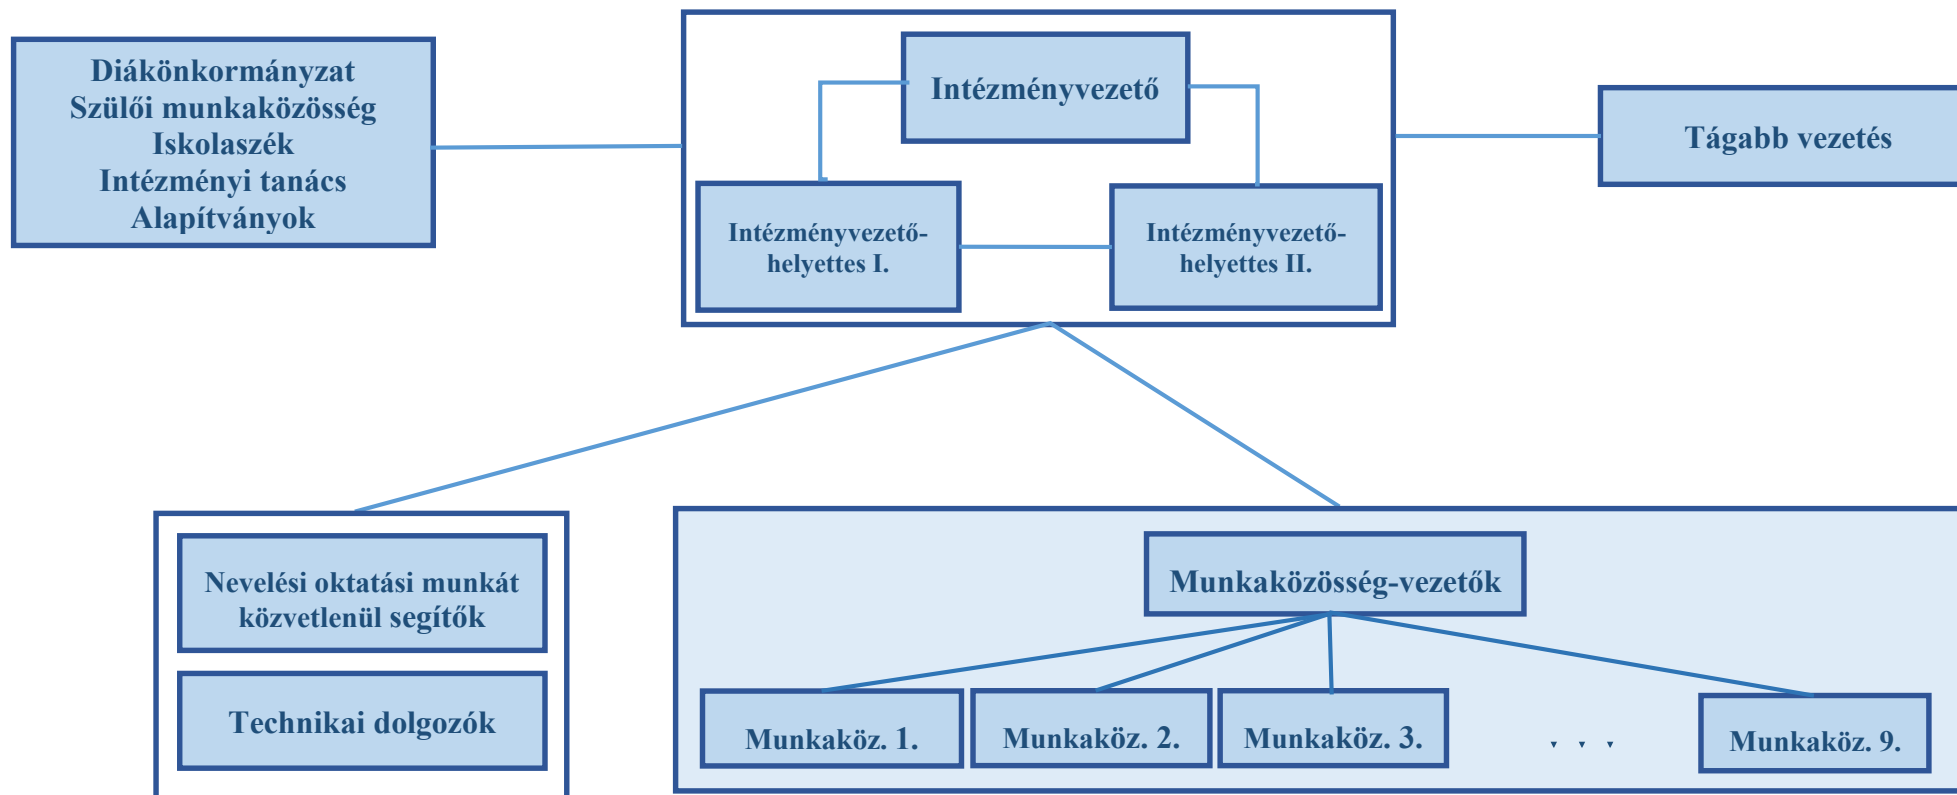 Diákönkormányzat
Szülői munkaközösség
Iskolaszék
Intézményi tanács
Alapítványok
Intézményvezető
Intézményvezető-
helyettes I.
Intézményvezető-
helyettes II.
Tágabb vezetés
Nevelési oktatási munkát
közvetlenül segítők
Technikai dolgozók
Munkaközösség-vezetők
Munkaköz. 1.
Munkaköz. 2.
Munkaköz. 3.
. . .
Munkaköz. 9.